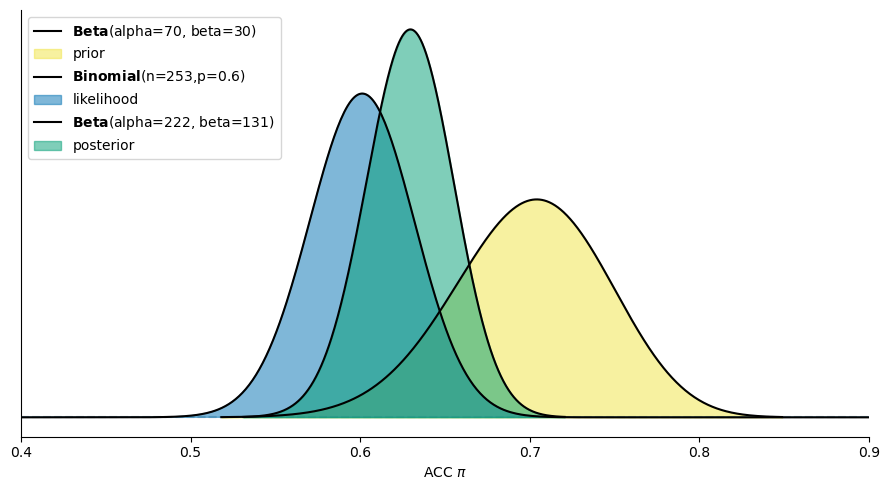 Beta(alpha=70, beta=30)
prior
Binomial(n=253,p=0.6)
likelihood
Beta(alpha=222, beta=131)
posterior
0.4 0.5 0.6 0.7 0.8 0.9
ACC π